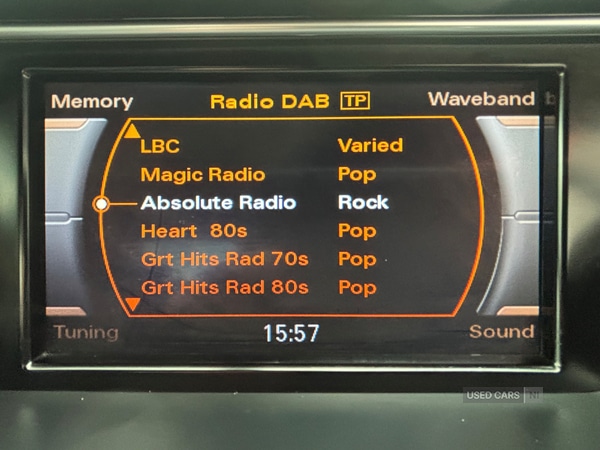 Memory Radio DAB TP Waveband
LBC Varied
Magic Radio Pop
Absolute Radio Rock
Heart 80s Pop
Grt Hits Rad 70s Pop
Grt Hits Rad 80s Pop
Tuning 15:57 Sound
USED CARS NI